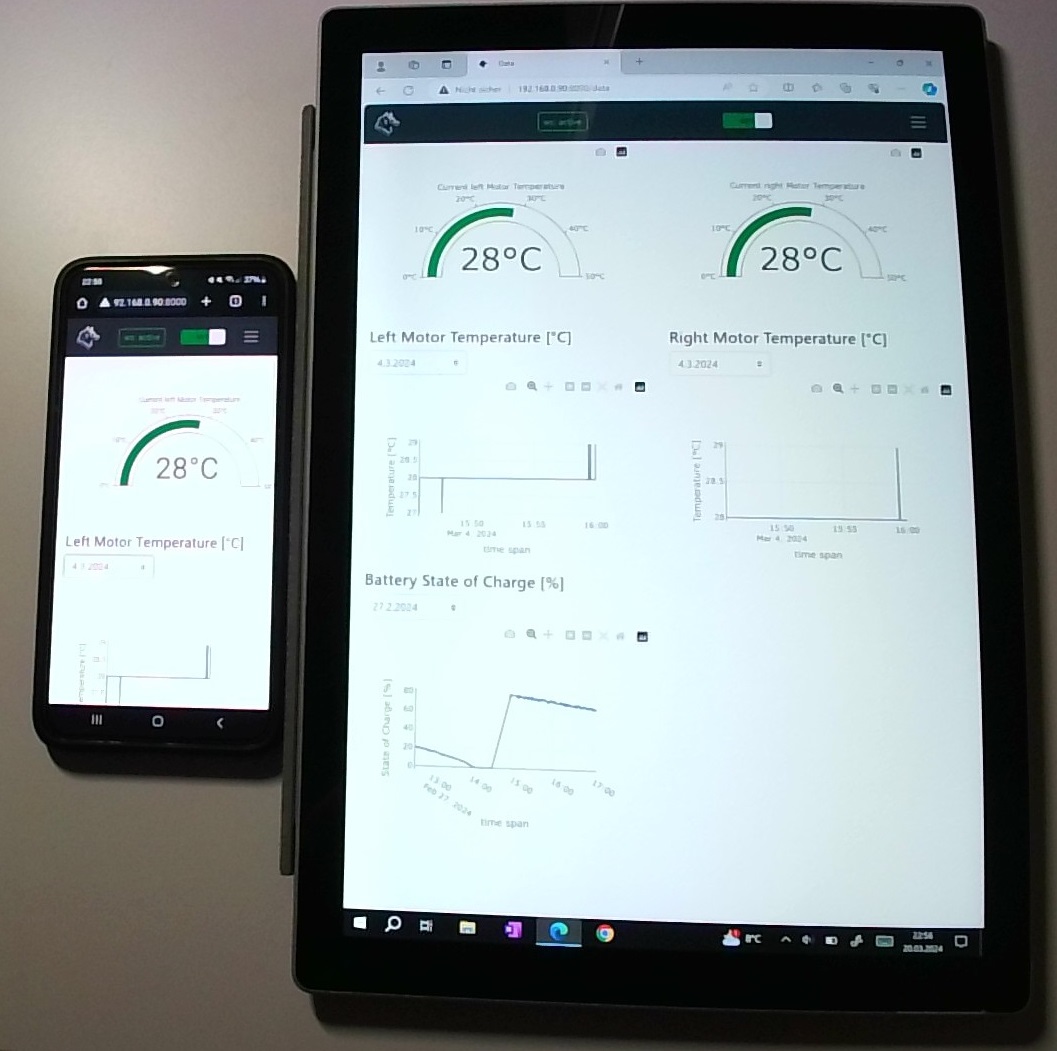 22:58
27%
92.168.0.90:8000
ws: active
Current left Motor Temperature
10°C
20°C
30°C
40°C
0°C
28°C
Left Motor Temperature [°C]
4.3.2024
Data
Nicht sicher
192.168.0.90:8000/data
ws: active
Current left Motor Temperature
20°C
30°C
10°C
40°C
28°C
0°C
50°C
Current right Motor Temperature
20°C
30°C
10°C
40°C
28°C
0°C
50°C
Left Motor Temperature [°C]
4.3.2024
Temperature [°C]
29
28.5
28
27.5
27
15:50
15:55
16:00
Mar 4, 2024
time span
Right Motor Temperature [°C]
4.3.2024
Temperature [°C]
29
28.5
28
15:50
15:55
16:00
Mar 4, 2024
time span
Battery State of Charge [%]
27.2.2024
State of Charge [%]
80
60
40
20
0
13:00
14:00
15:00
16:00
17:00
Feb 27, 2024
time span
8°C
22:58
20.03.2024